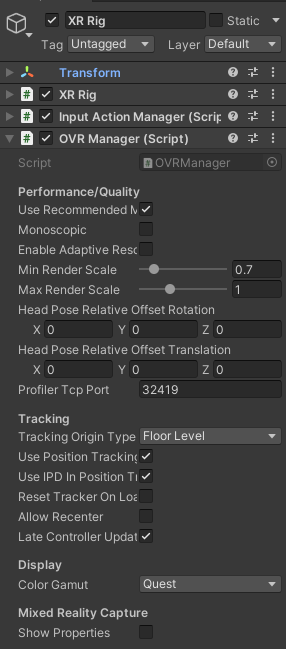 XR Rig Static
Tag Untagged Layer Default
Transform
XR Rig
Input Action Manager (Scrip
OVR Manager (Script)
Script OVRManager
Performance/Quality
Use Recommended M
Monoscopic
Enable Adaptive Reso
Min Render Scale 0.7
Max Render Scale 1
Head Pose Relative Offset Rotation
X 0 Y 0 Z 0
Head Pose Relative Offset Translation
X 0 Y 0 Z 0
Profiler Tcp Port 32419
Tracking
Tracking Origin Type Floor Level
Use Position Tracking
Use IPD In Position Tr
Reset Tracker On Loa
Allow Recenter
Late Controller Updat
Display
Color Gamut Quest
Mixed Reality Capture
Show Properties